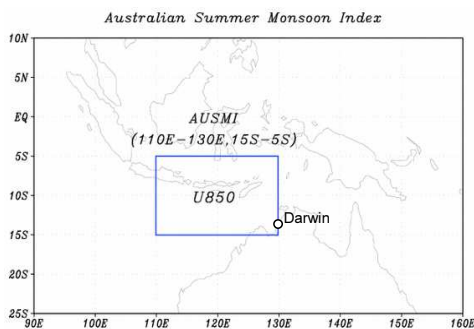 Australian Summer Monsoon Index
10N
5N
EQ
AUSMI
(110E-130E,15S-5S)
5S
10S
U850
15S
Darwin
20S
25S
90E 100E 110E 120E 130E 140E 150E 160E